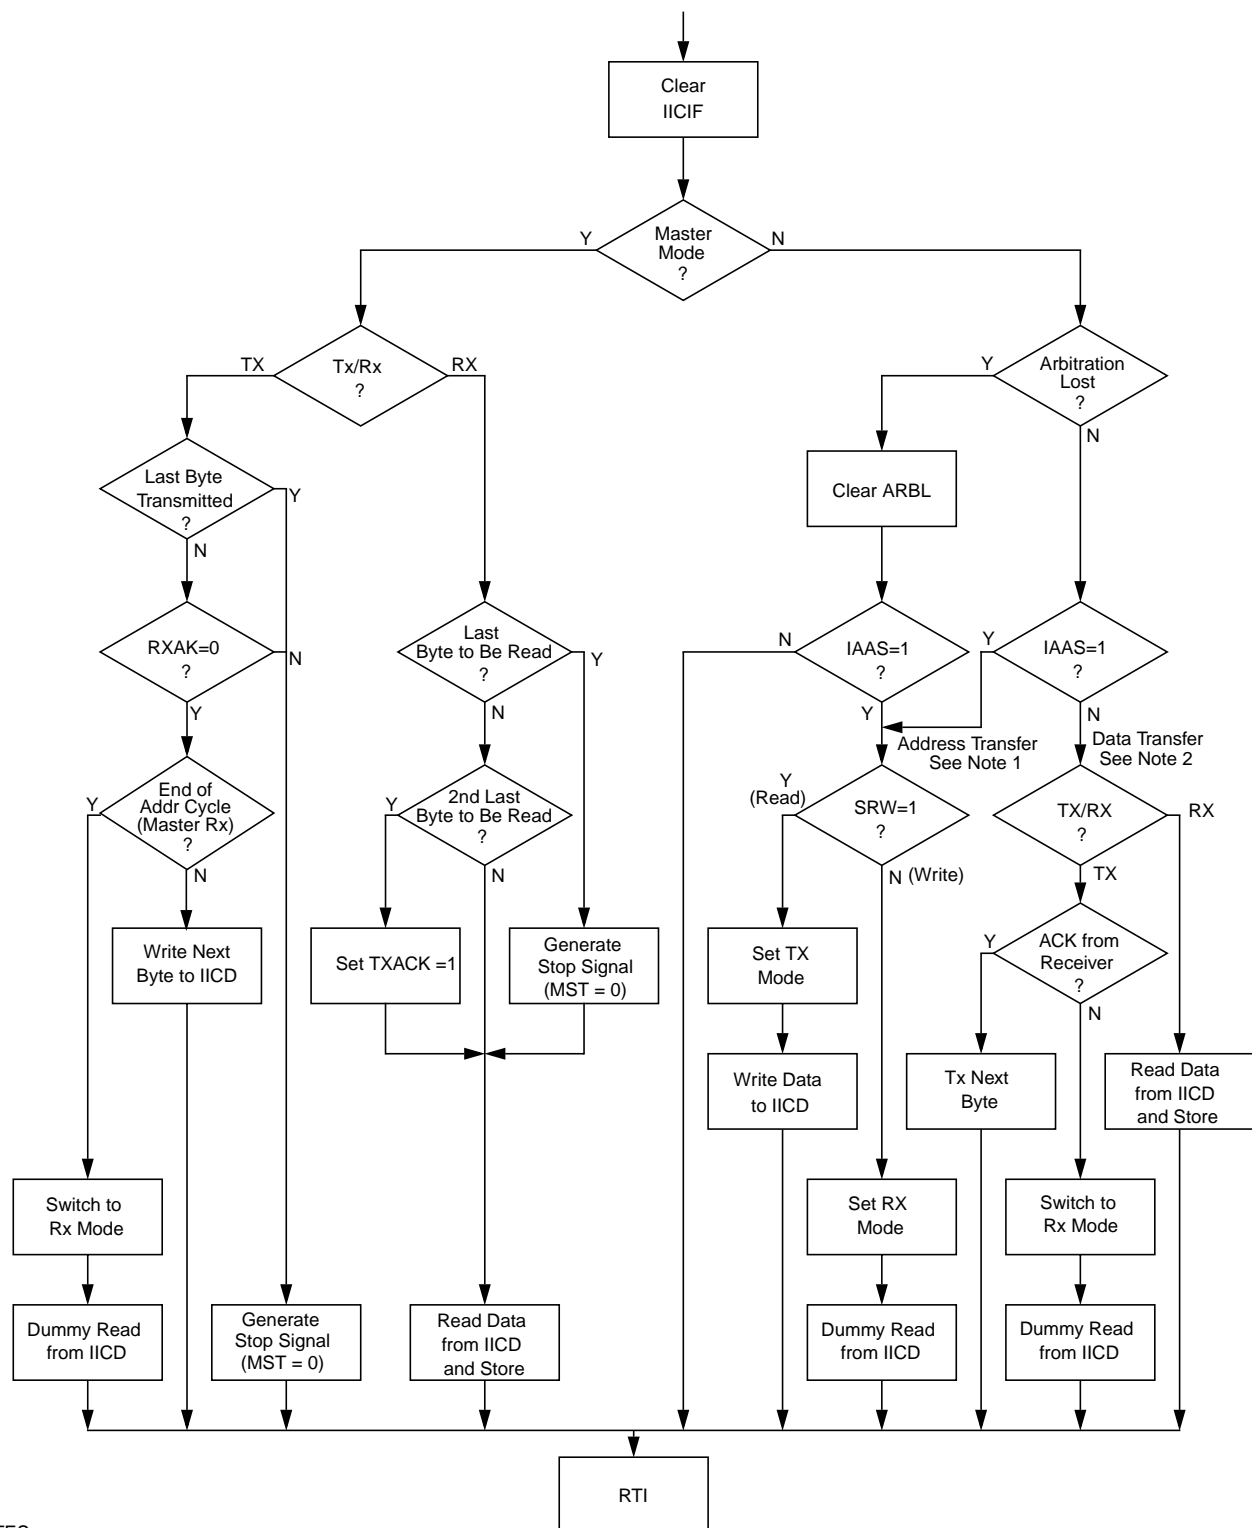 Clear
IICIF
Master
Mode
?
Y
N
Tx/Rx
?
TX
RX
Arbitration
Lost
?
Y
N
Last Byte
Transmitted
?
Y
N
Clear ARBL
RXAK=0
?
N
Y
Last
Byte to Be Read
?
Y
N
IAAS=1
?
N
Y
IAAS=1
?
Y
N
Address Transfer
See Note 1
Data Transfer
See Note 2
End of
Addr Cycle
(Master Rx)
?
Y
N
2nd Last
Byte to Be Read
?
Y
N
SRW=1
?
Y
(Read)
N (Write)
TX/RX
?
RX
TX
Write Next
Byte to IICD
Set TXACK =1
Generate
Stop Signal
(MST = 0)
Set TX
Mode
ACK from
Receiver
?
Y
N
Write Data
to IICD
Tx Next
Byte
Read Data
from IICD
and Store
Switch to
Rx Mode
Set RX
Mode
Switch to
Rx Mode
Dummy Read
from IICD
Generate
Stop Signal
(MST = 0)
Read Data
from IICD
and Store
Dummy Read
from IICD
Dummy Read
from IICD
RTI